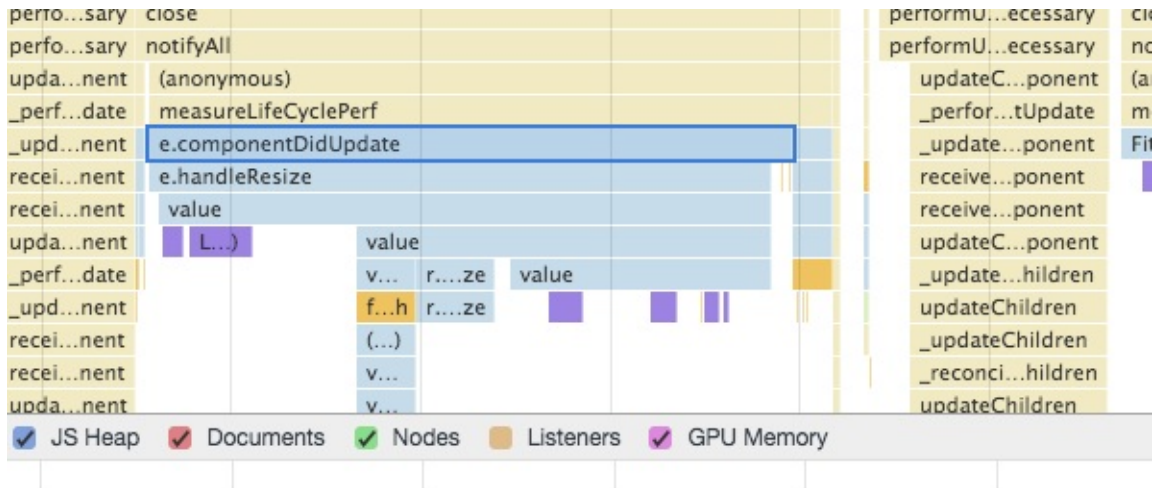 perfo...sary close performU...ecessary
perfo...sary notifyAll performU...ecessary
upda...nent (anonymous) updateC...ponent
_perf...date measureLifeCyclePerf _perfor...tUpdate
_upd...nent e.componentDidUpdate _update...ponent Fit
recei...nent e.handleResize receive...ponent
recei...nent value receive...ponent
upda...nent L...) value updateC...ponent
_perf...date v... r....ze value _update...hildren
_upd...nent f...h r....ze updateChildren
recei...nent (...) _updateChildren
recei...nent v... _reconci...hildren
upda...nent v... updateChildren
JS Heap Documents Nodes Listeners GPU Memory